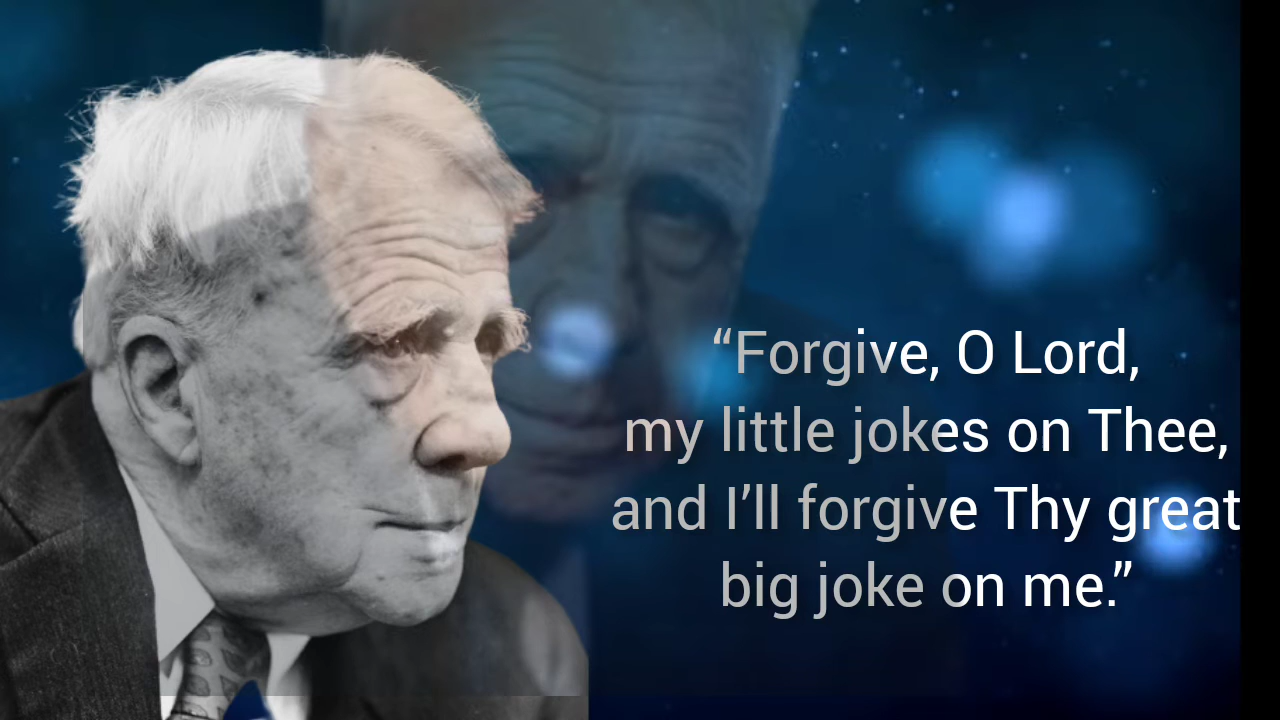 “Forgive, O Lord,
my little jokes on Thee,
and I’ll forgive Thy great
big joke on me.”